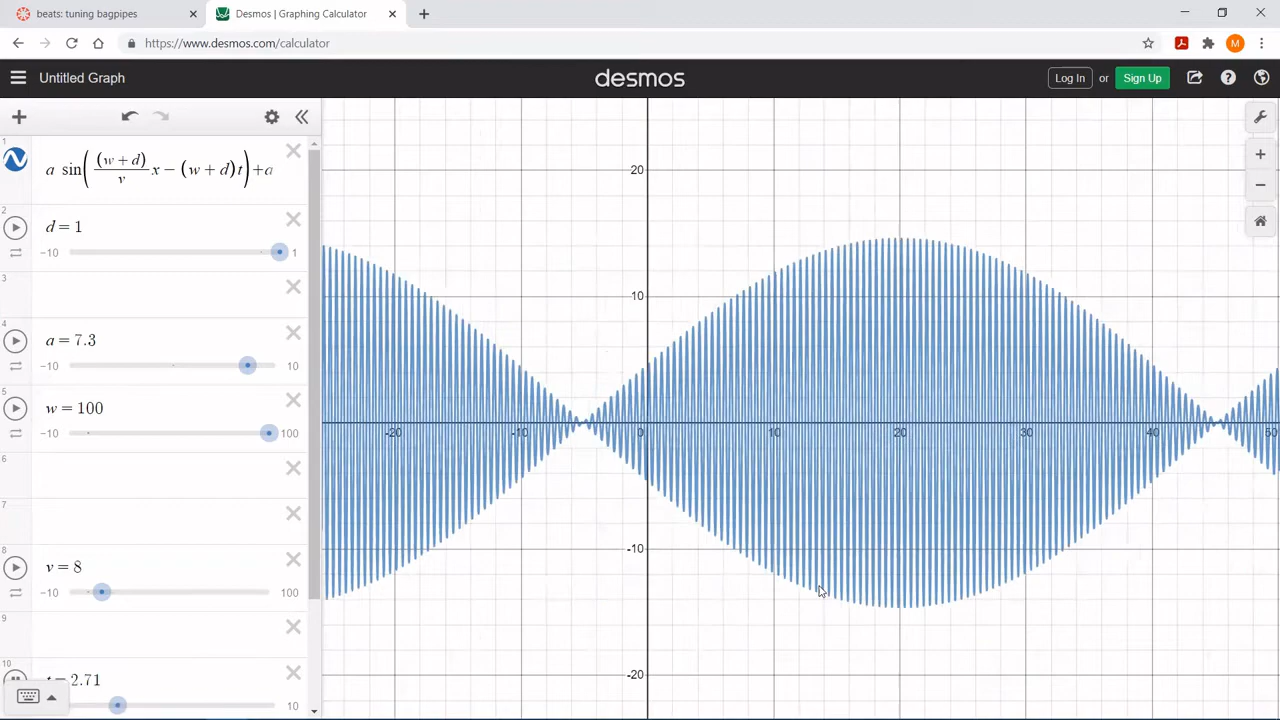 beats: tuning bagpipes
Desmos | Graphing Calculator
https://www.desmos.com/calculator
M
Untitled Graph
desmos
Log In or Sign Up
1
a sin((w+d)/v x − (w+d)t)+a
2
d = 1
-10 1
3
4
a = 7.3
-10 10
5
w = 100
-10 100
6
7
8
v = 8
-10 100
9
10
t = 2.71
10
20
10
-20 -10 0 10 20 30 40 50
-10
-20